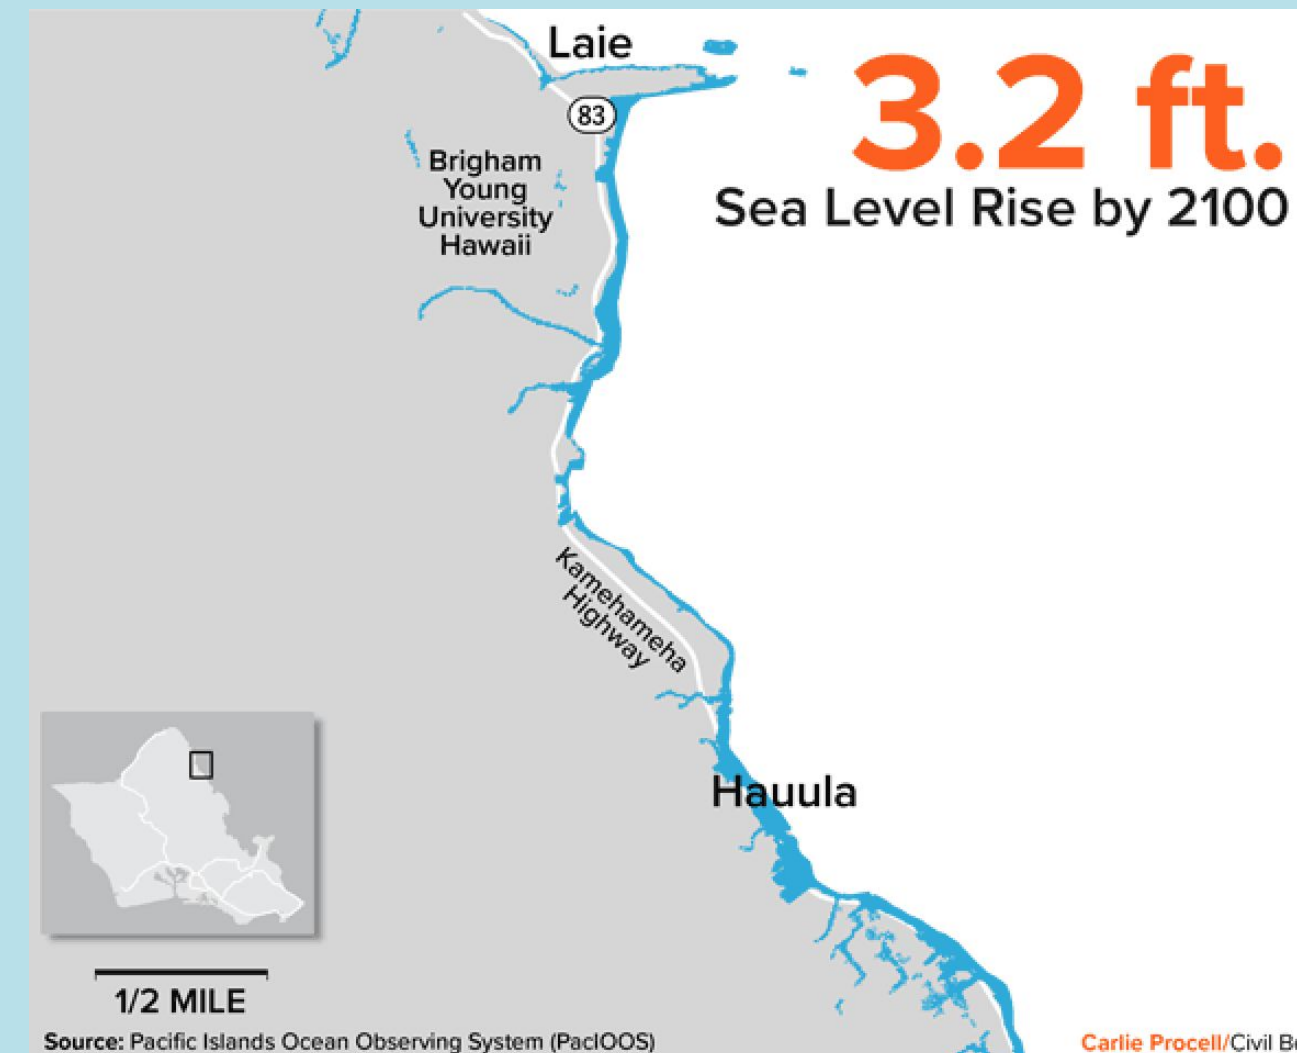 Laie
3.2 ft.
Sea Level Rise by 2100
83
Brigham
Young
University
Hawaii
Kamehameha
Highway
Hauula
1/2 MILE
Source: Pacific Islands Ocean Observing System (PacIOOS)
Carlie Procell/Civil Be